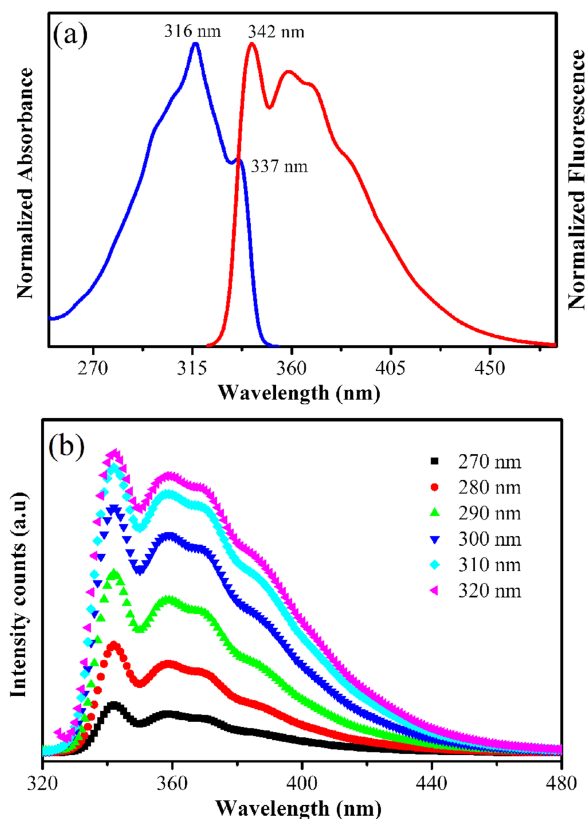 (a)
316 nm
342 nm
337 nm
Normalized Absorbance
Normalized Fluorescence
270
315
360
405
450
Wavelength (nm)
(b)
270 nm
280 nm
290 nm
300 nm
310 nm
320 nm
Intensity counts (a.u)
320
360
400
440
480
Wavelength (nm)